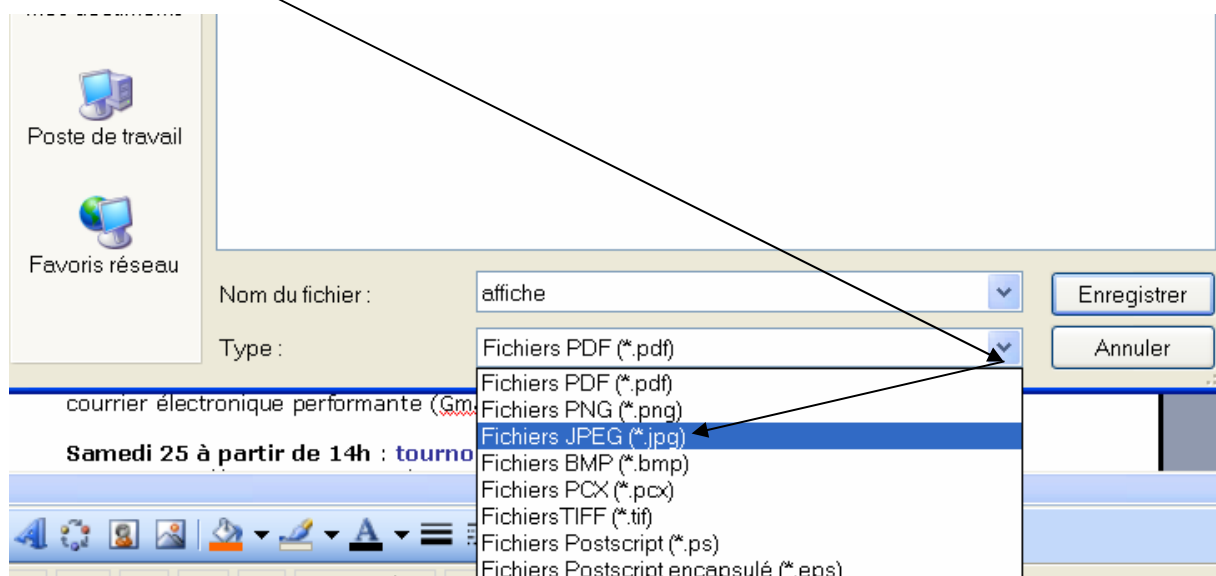 Poste de travail
Favoris réseau
Nom du fichier :
affiche
Enregistrer
Type :
Fichiers PDF (*.pdf)
Annuler
Fichiers PDF (*.pdf)
Fichiers PNG (*.png)
Fichiers JPEG (*.jpg)
Fichiers BMP (*.bmp)
Fichiers PCX (*.pcx)
FichiersTIFF (*.tif)
Fichiers Postscript (*.ps)
Fichiers Postscript encapsulé (*.eps)
courrier électronique performante (Gma
Samedi 25 à partir de 14h : tourno